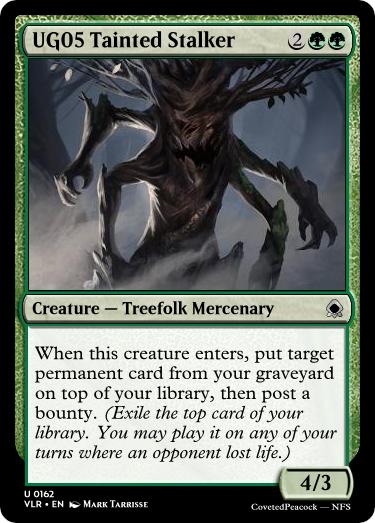 UG05 Tainted Stalker 2
Creature — Treefolk Mercenary
When this creature enters, put target
permanent card from your graveyard
on top of your library, then post a
bounty. (Exile the top card of your
library. You may play it on any of your
turns where an opponent lost life.)
4/3
U 0162
VLR • EN Mark Tarrisse
CovetedPeacock — NFS